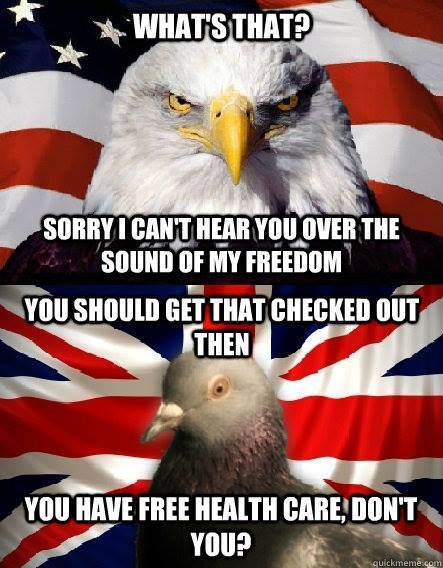 WHAT'S THAT?
SORRY I CAN'T HEAR YOU OVER THE
SOUND OF MY FREEDOM
YOU SHOULD GET THAT CHECKED OUT
THEN
YOU HAVE FREE HEALTH CARE, DON'T
YOU?
quickmeme.com